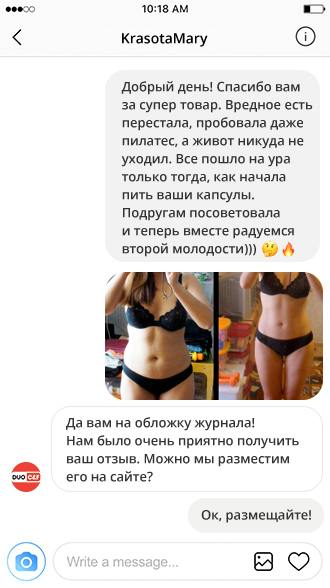 10:18 AM
KrasotaMary
Добрый день! Спасибо вам
за супер товар. Вредное есть
перестала, пробовала даже
пилатес, а живот никуда не
уходил. Все пошло на ура
только тогда, как начала
пить ваши капсулы.
Подругам посоветовала
и теперь вместе радуемся
второй молодости))) 🤔🔥
Да вам на обложку журнала!
Нам было очень приятно получить
ваш отзыв. Можно мы разместим
его на сайте?
DUO C&F
Ок, размещайте!
Write a message...